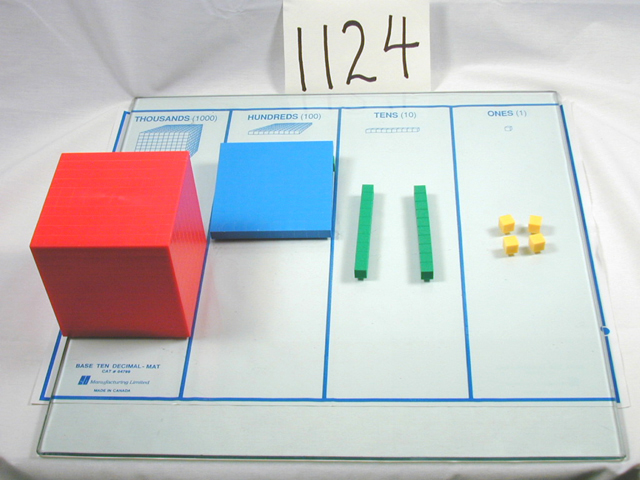 1124
THOUSANDS (1000) HUNDREDS (100) TENS (10) ONES (1)
BASE TEN DECIMAL-MAT
Manufacturing Limited
MADE IN CANADA